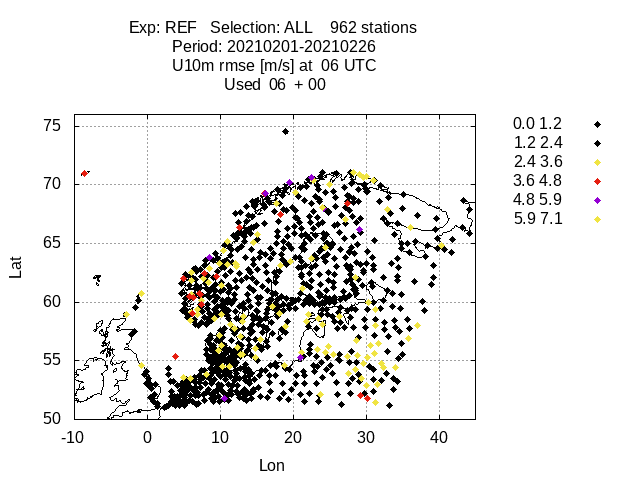 Exp: REF   Selection: ALL    962 stations
Period: 20210201-20210226
U10m rmse [m/s] at  06 UTC
Used  06  + 00
75
70
65
60
55
50
-10 0 10 20 30 40
Lat
Lon
0.0 1.2
1.2 2.4
2.4 3.6
3.6 4.8
4.8 5.9
5.9 7.1